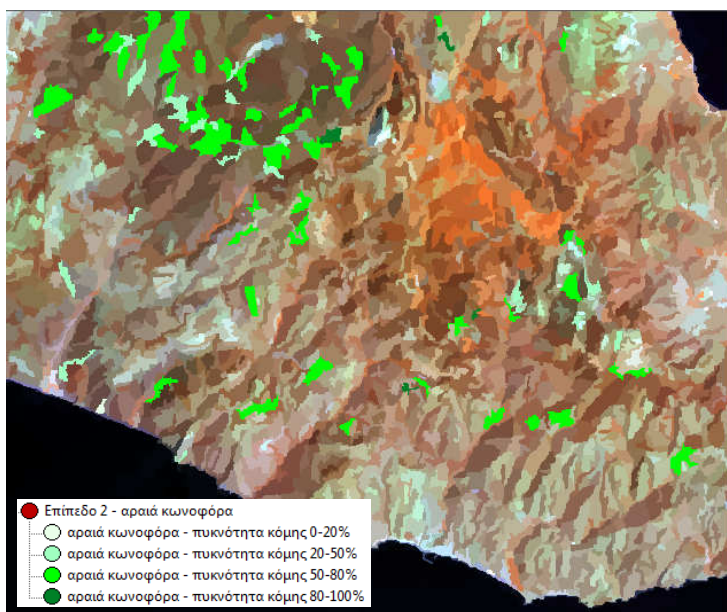 Επίπεδο 2 - αραιά κωνοφόρα
αραιά κωνοφόρα - πυκνότητα κόμης 0-20%
αραιά κωνοφόρα - πυκνότητα κόμης 20-50%
αραιά κωνοφόρα - πυκνότητα κόμης 50-80%
αραιά κωνοφόρα - πυκνότητα κόμης 80-100%